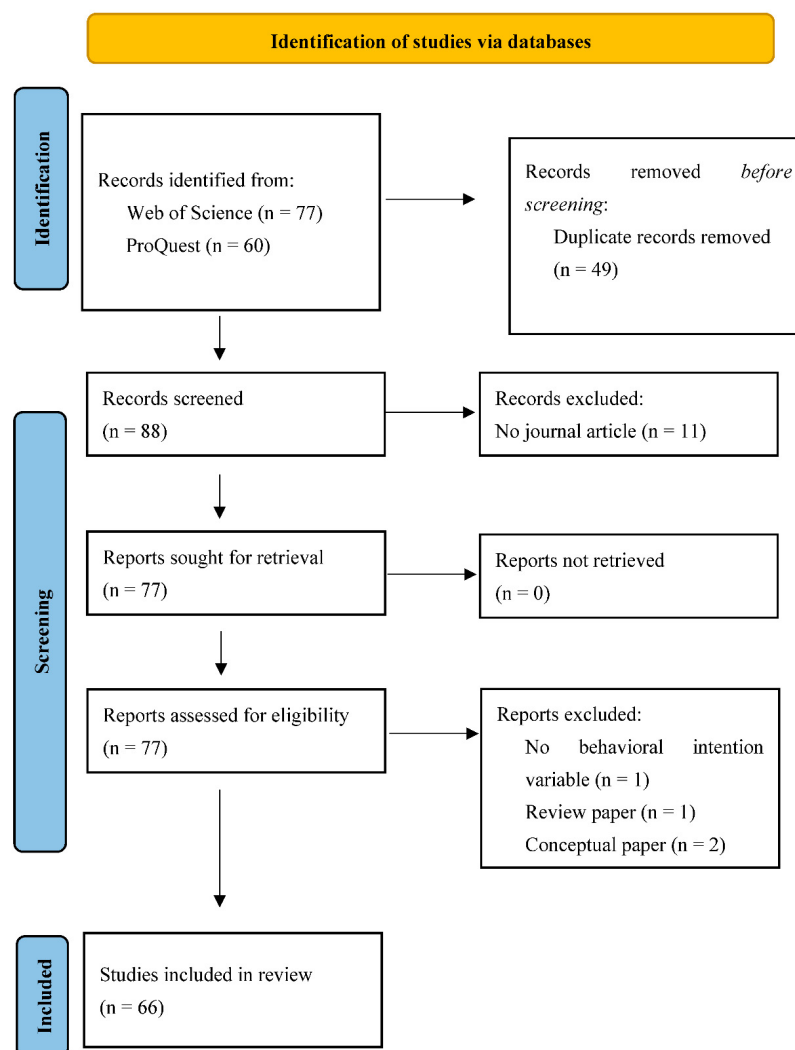 Identification of studies via databases
Identification
Records identified from:
Web of Science (n = 77)
ProQuest (n = 60)
Records removed before
screening:
Duplicate records removed
(n = 49)
Records screened
(n = 88)
Records excluded:
No journal article (n = 11)
Screening
Reports sought for retrieval
(n = 77)
Reports not retrieved
(n = 0)
Reports assessed for eligibility
(n = 77)
Reports excluded:
No behavioral intention
variable (n = 1)
Review paper (n = 1)
Conceptual paper (n = 2)
Included
Studies included in review
(n = 66)